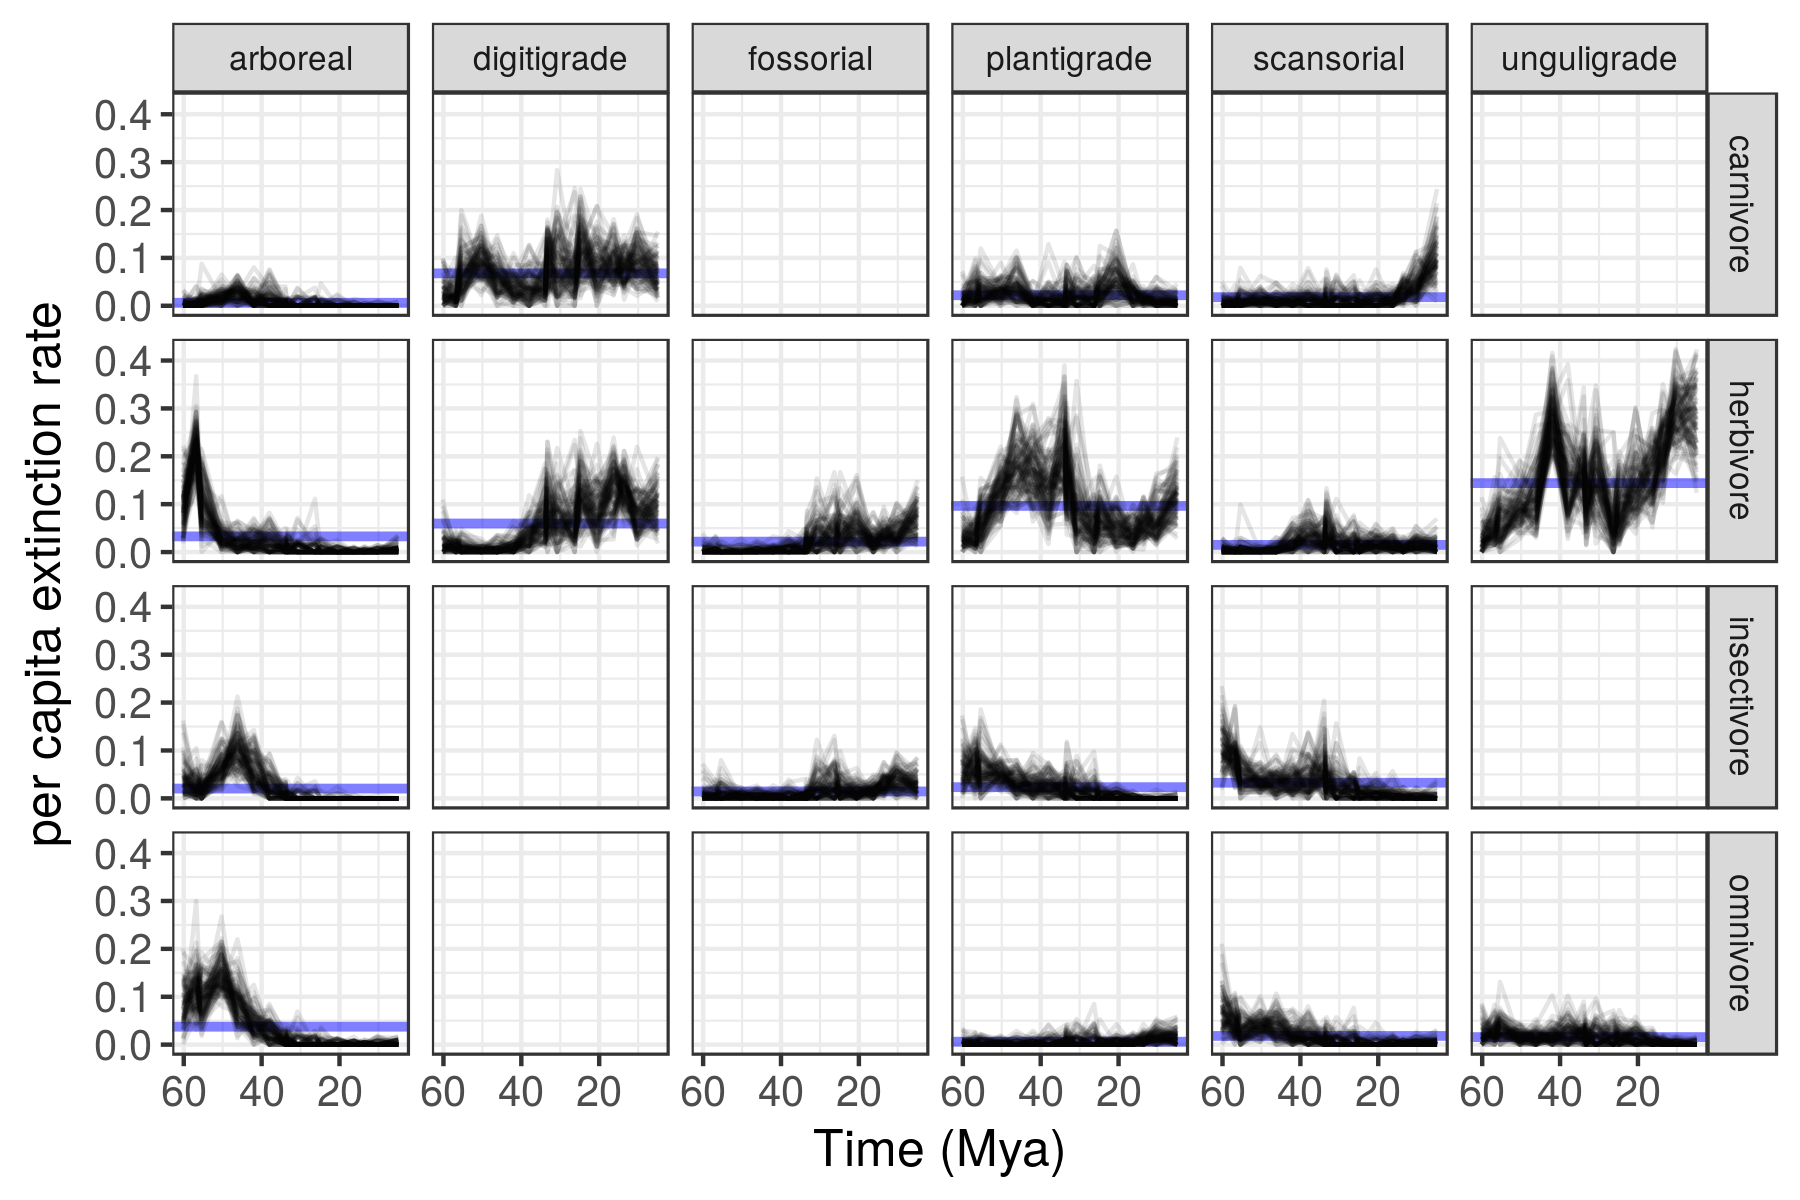 arboreal digitigrade fossorial plantigrade scansorial unguligrade
per capita extinction rate
0.4
0.3
0.2
0.1
0.0
carnivore
0.4
0.3
0.2
0.1
0.0
herbivore
0.4
0.3
0.2
0.1
0.0
insectivore
0.4
0.3
0.2
0.1
0.0
omnivore
60 40 20 60 40 20 60 40 20 60 40 20 60 40 20 60 40 20
Time (Mya)